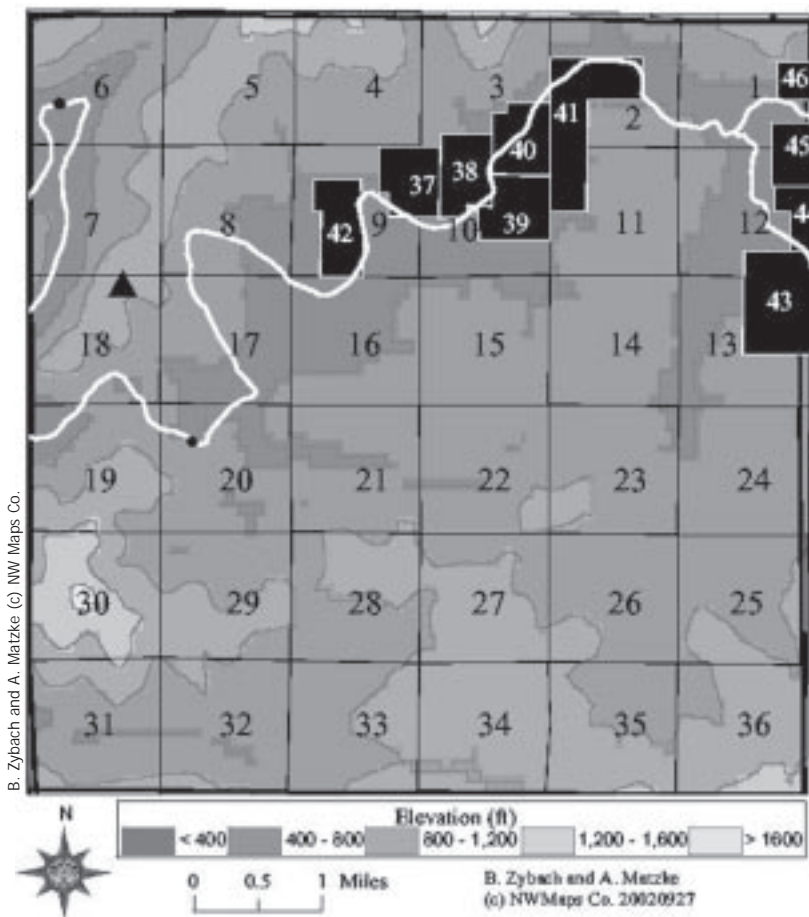 6 5 4 3 2 1 46
41
40 45
38
37
7 8 42 9 10 39 11 12 4
43
18 17 16 15 14 13
19 20 21 22 23 24
30 29 28 27 26 25
31 32 33 34 35 36
B. Zybach and A. Matzke (c) NW Maps Co.
N
Elevation (ft)
< 400 400 - 800 800 - 1,200 1,200 - 1,600 > 1600
0 0.5 1 Miles
B. Zybach and A. Matzke
(c) NWMaps Co. 20020927